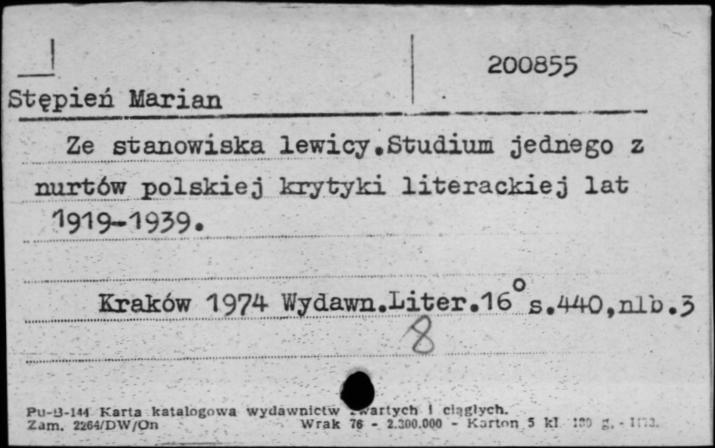 200855
Stępień Marian
Ze stanowiska lewicy.Studium jednego z
nurtów polskiej krytyki literackiej lat
1919-1939.
Kraków 1974 Wydawn.Liter.16° s.440,nlb.3
8
Pu-B-144 Karta katalogowa wydawnictw zwartych i ciągłych.
Zam. 2264/DW/On Wrak 76 - 2.300.000 - Karton 5 kl.